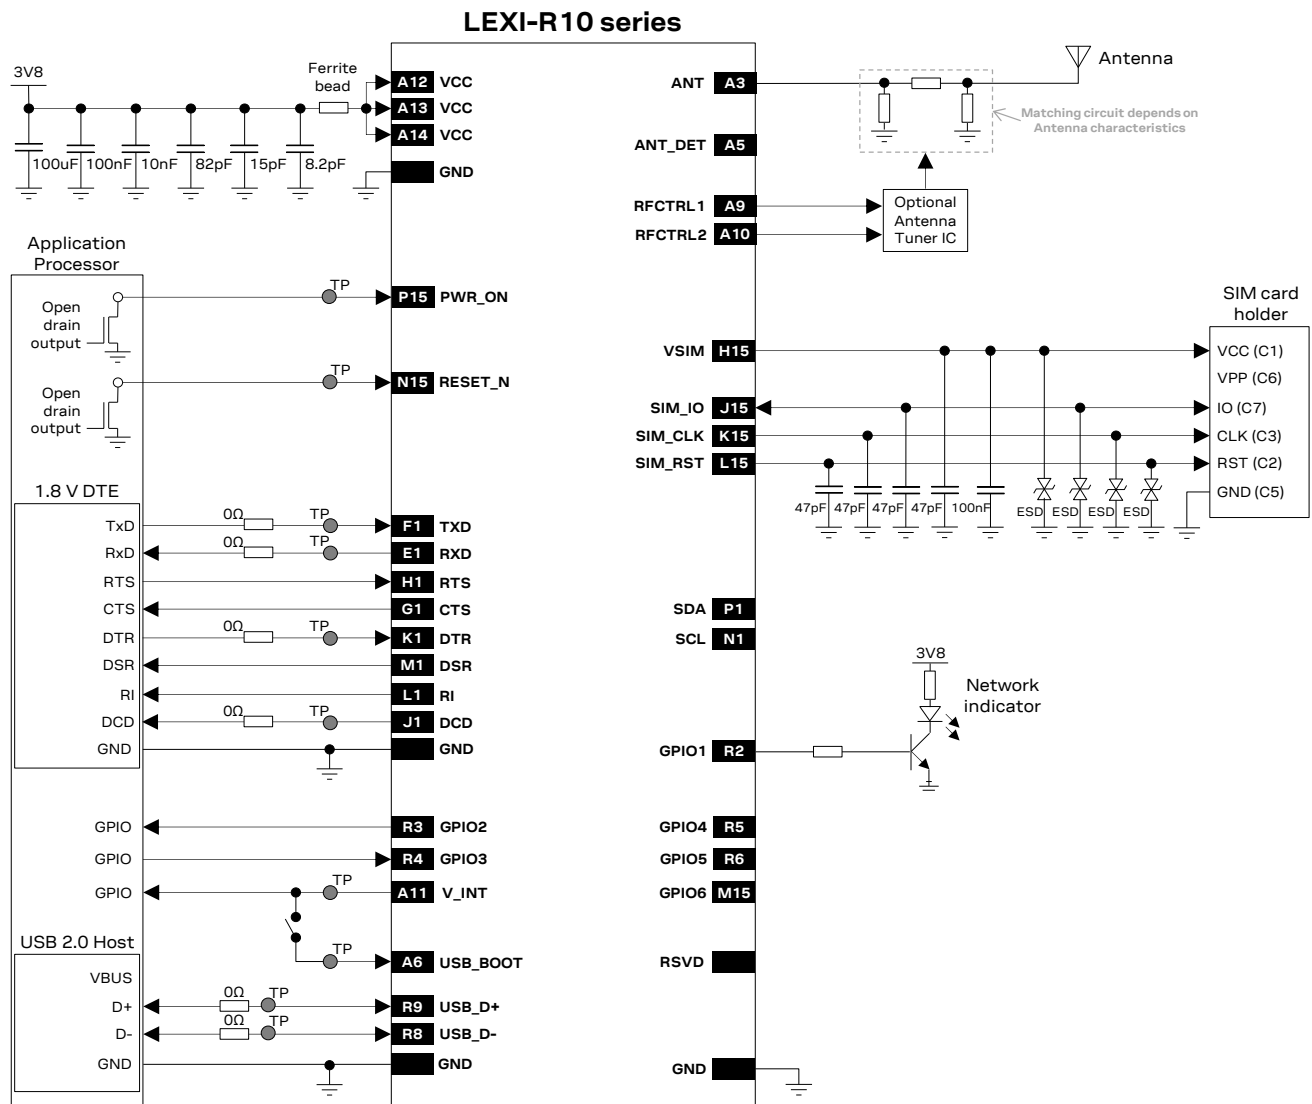 LEXI-R10 series
3V8
Ferrite
bead
100uF 100nF 10nF 82pF 15pF 8.2pF
A12 VCC
A13 VCC
A14 VCC
GND
ANT A3
Antenna
Matching circuit depends on
Antenna characteristics
ANT_DET A5
RFCTRL1 A9
RFCTRL2 A10
Optional
Antenna
Tuner IC
Application
Processor
Open
drain
output
TP
P15 PWR_ON
Open
drain
output
TP
N15 RESET_N
SIM card
holder
VSIM H15
VCC (C1)
VPP (C6)
SIM_IO J15
IO (C7)
SIM_CLK K15
CLK (C3)
SIM_RST L15
RST (C2)
GND (C5)
47pF 47pF 47pF 47pF 100nF
ESD ESD ESD ESD
1.8 V DTE
TxD 0Ω TP F1 TXD
RxD 0Ω TP E1 RXD
RTS H1 RTS
CTS G1 CTS
DTR 0Ω TP K1 DTR
DSR M1 DSR
RI L1 RI
DCD 0Ω TP J1 DCD
GND GND
SDA P1
SCL N1
3V8
Network
indicator
GPIO1 R2
GPIO R3 GPIO2
GPIO R4 GPIO3
GPIO TP A11 V_INT
TP A6 USB_BOOT
GPIO4 R5
GPIO5 R6
GPIO6 M15
RSVD
USB 2.0 Host
VBUS
D+ 0Ω TP R9 USB_D+
D- 0Ω TP R8 USB_D-
GND GND
GND